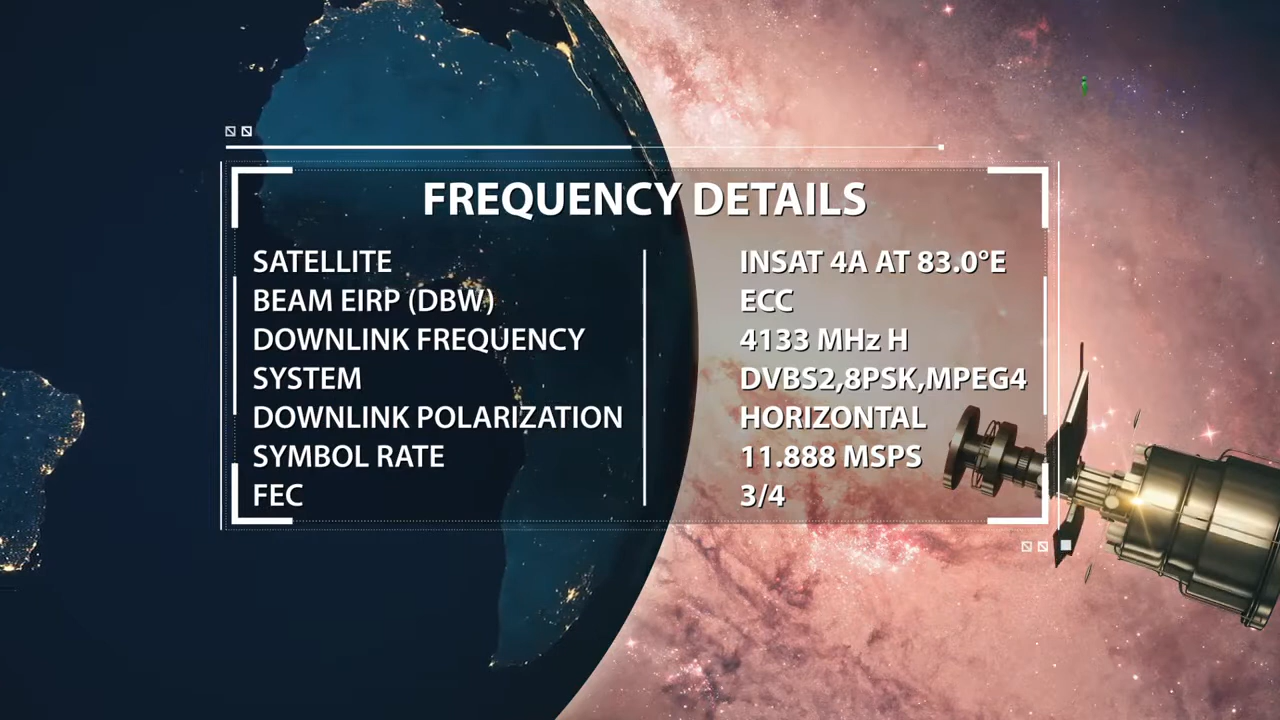 FREQUENCY DETAILS
SATELLITE INSAT 4A AT 83.0°E
BEAM EIRP (DBW) ECC
DOWNLINK FREQUENCY 4133 MHz H
SYSTEM DVBS2,8PSK,MPEG4
DOWNLINK POLARIZATION HORIZONTAL
SYMBOL RATE 11.888 MSPS
FEC 3/4